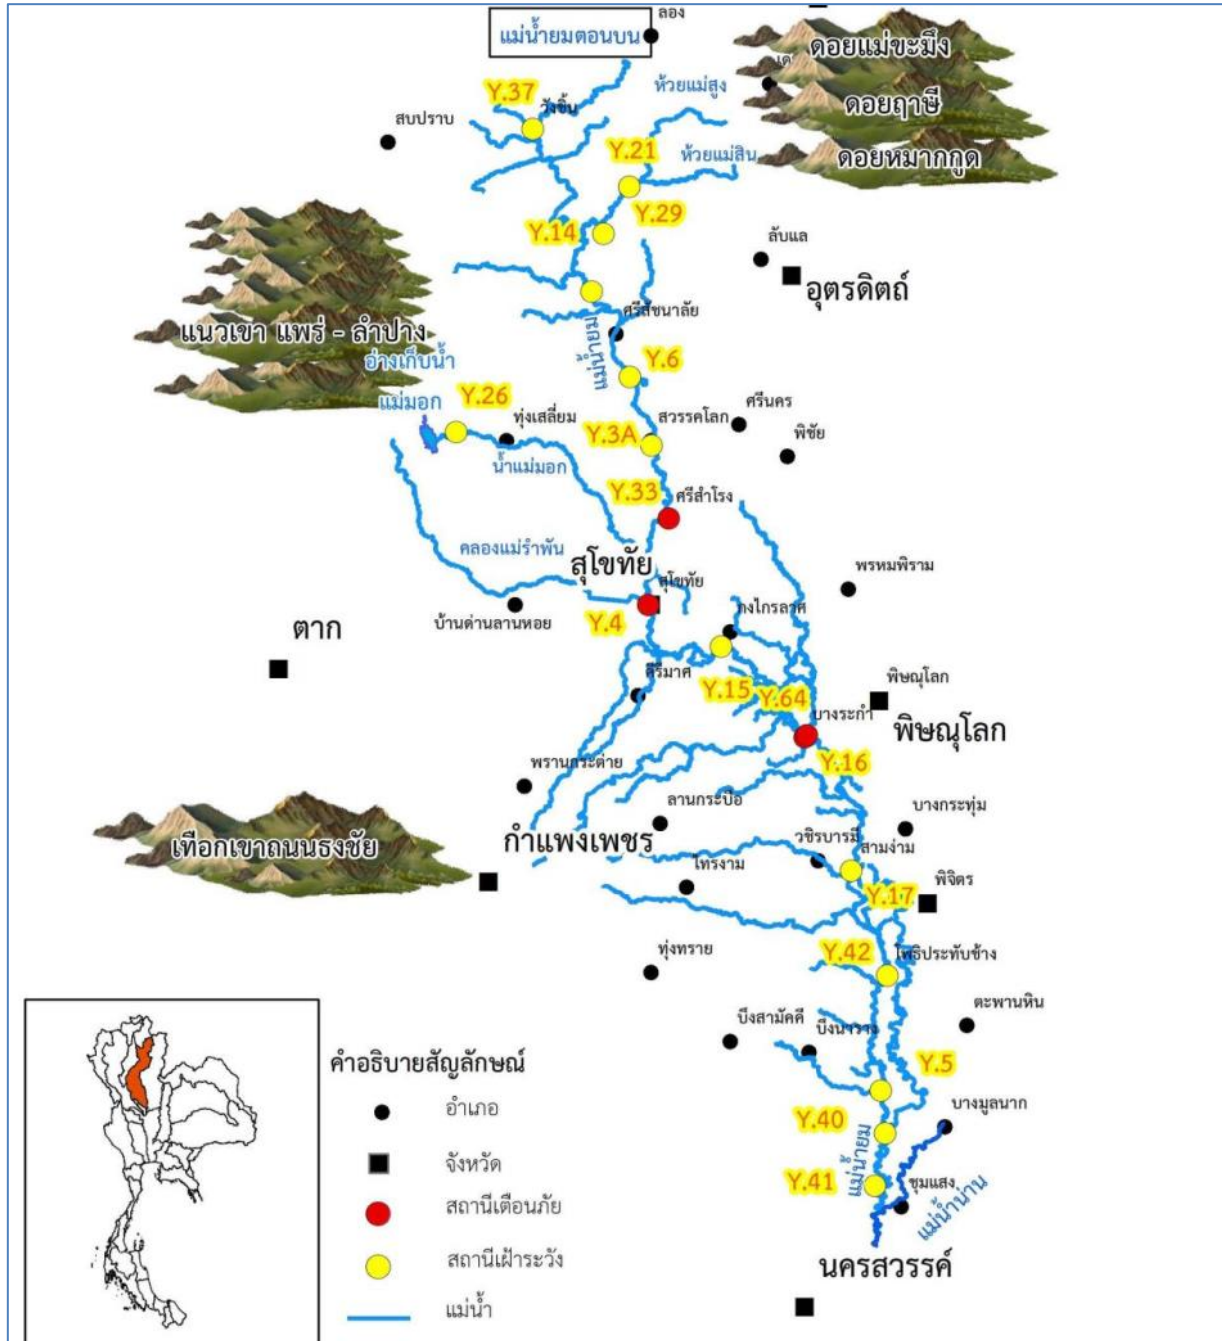 ลอง
แม่น้ำยมตอนบน
ดอยแม่ขะมึง
ห้วยแม่สูง
Y.37
วังชิ้น
ดอยฤาษี
สบปราบ
Y.21
ห้วยแม่สิน
ดอยหมากกูด
Y.29
Y.14
ลับแล
อุตรดิตถ์
ศรีสัชนาลัย
แนวเขา แพร่ - ลำปาง
แม่น้ำยม
อ่างเก็บน้ำ
แม่มอก
Y.6
Y.26
ทุ่งเสลี่ยม
สวรรคโลก
ศรีนคร
Y.3A
พิชัย
น้ำแม่มอก
Y.33
ศรีสำโรง
คลองแม่รำพัน
สุโขทัย
สุโขทัย
พรหมพิราม
กงไกรลาศ
บ้านด่านลานหอย
Y.4
ตาก
คีรีมาศ
Y.15
Y.64
พิษณุโลก
บางระกำ
พิษณุโลก
Y.16
พรานกระต่าย
ลานกระบือ
บางกระทุ่ม
กำแพงเพชร
วชิรบารมี
สามง่าม
เทือกเขาถนนธงชัย
ไทรงาม
พิจิตร
Y.17
ทุ่งทราย
Y.42
โพธิประทับช้าง
ตะพานหิน
บึงสามัคคี
บึงนาราง
Y.5
บางมูลนาก
Y.40
แม่น้ำยม
Y.41
ชุมแสง
แม่น้ำน่าน
นครสวรรค์
คำอธิบายสัญลักษณ์
อำเภอ
จังหวัด
สถานีเตือนภัย
สถานีเฝ้าระวัง
แม่น้ำ